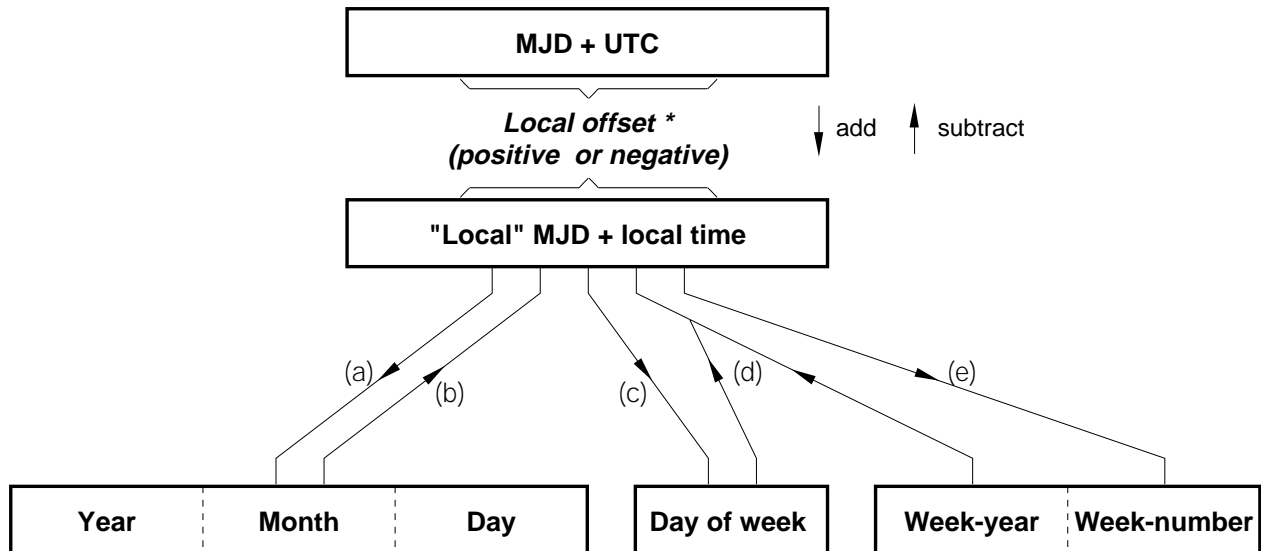 MJD + UTC
Local offset *
(positive or negative)
add
subtract
"Local" MJD + local time
(a)
(b)
(c)
(d)
(e)
Year
Month
Day
Day of week
Week-year
Week-number